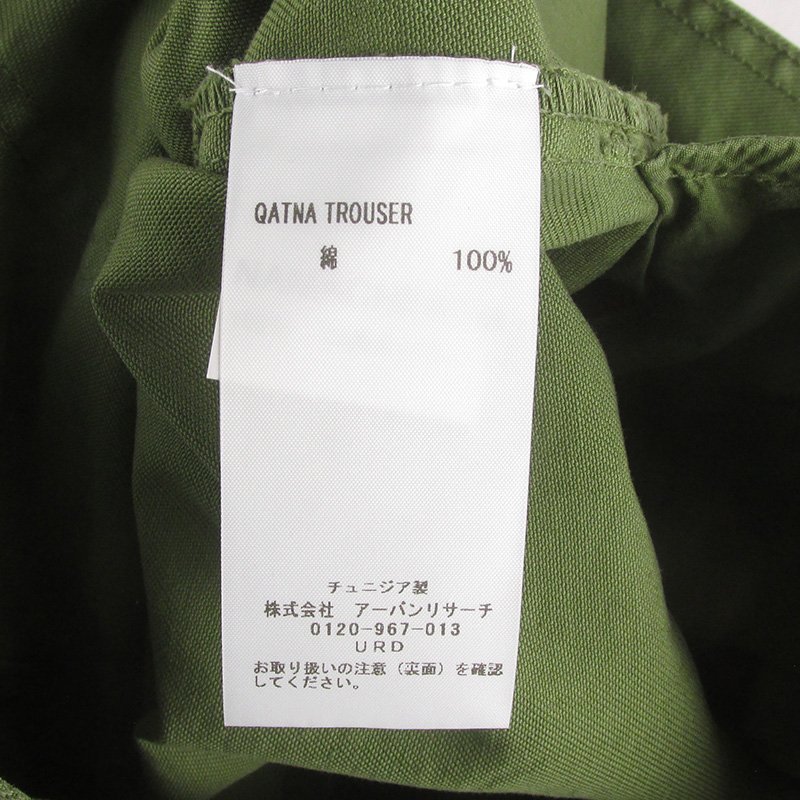 QATNA TROUSER
綿 100%
チュニジア製
株式会社 アーバンリサーチ
0120-967-013
URD
お取り扱いの注意（裏面）を確認
してください。